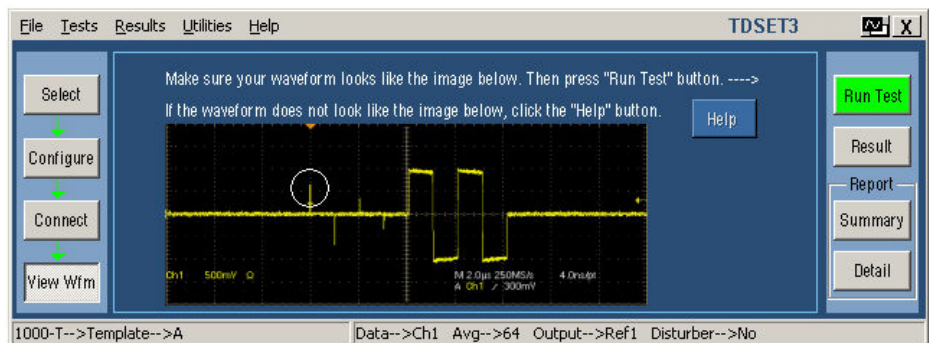 File Tests Results Utilities Help TDSET3 X
Select
Configure
Connect
View Wfm
Make sure your waveform looks like the image below. Then press "Run Test" button. ---->
If the waveform does not look like the image below, click the "Help" button.
Help
Ch1 500mV Ω M 2.0µs 250MS/s 4.0ns/pt
A Ch1 ∕ 300mV
Run Test
Result
Report
Summary
Detail
1000-T-->Template-->A Data-->Ch1 Avg-->64 Output-->Ref1 Disturber-->No